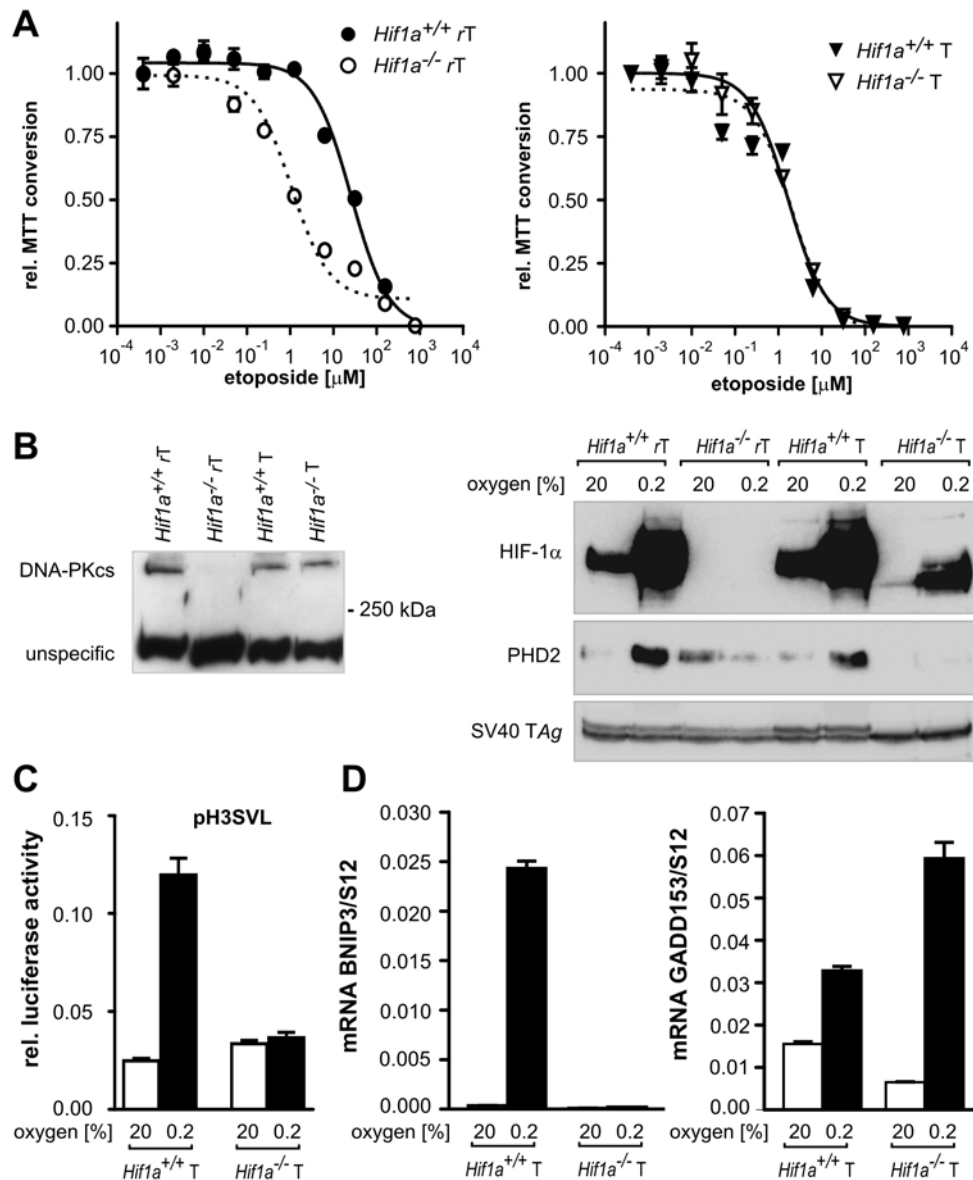 A
rel. MTT conversion
1.00
0.75
0.50
0.25
0.00
10⁻⁴ 10⁻³ 10⁻² 10⁻¹ 1 10¹ 10² 10³ 10⁴
etoposide [μM]
Hif1a⁺/⁺ rT
Hif1a⁻/⁻ rT
rel. MTT conversion
1.00
0.75
0.50
0.25
0.00
10⁻⁴ 10⁻³ 10⁻² 10⁻¹ 1 10¹ 10² 10³ 10⁴
etoposide [μM]
Hif1a⁺/⁺ T
Hif1a⁻/⁻ T
B
Hif1a⁺/⁺ rT
Hif1a⁻/⁻ rT
Hif1a⁺/⁺ T
Hif1a⁻/⁻ T
DNA-PKcs
- 250 kDa
unspecific
Hif1a⁺/⁺ rT Hif1a⁻/⁻ rT Hif1a⁺/⁺ T Hif1a⁻/⁻ T
oxygen [%] 20 0.2 20 0.2 20 0.2 20 0.2
HIF-1α
PHD2
SV40 TAg
C
pH3SVL
rel. luciferase activity
0.15
0.10
0.05
0.00
oxygen [%] 20 0.2 20 0.2
Hif1a⁺/⁺ T Hif1a⁻/⁻ T
D
mRNA BNIP3/S12
0.030
0.025
0.020
0.015
0.010
0.005
0.000
oxygen [%] 20 0.2 20 0.2
Hif1a⁺/⁺ T Hif1a⁻/⁻ T
mRNA GADD153/S12
0.07
0.06
0.05
0.04
0.03
0.02
0.01
0.00
oxygen [%] 20 0.2 20 0.2
Hif1a⁺/⁺ T Hif1a⁻/⁻ T